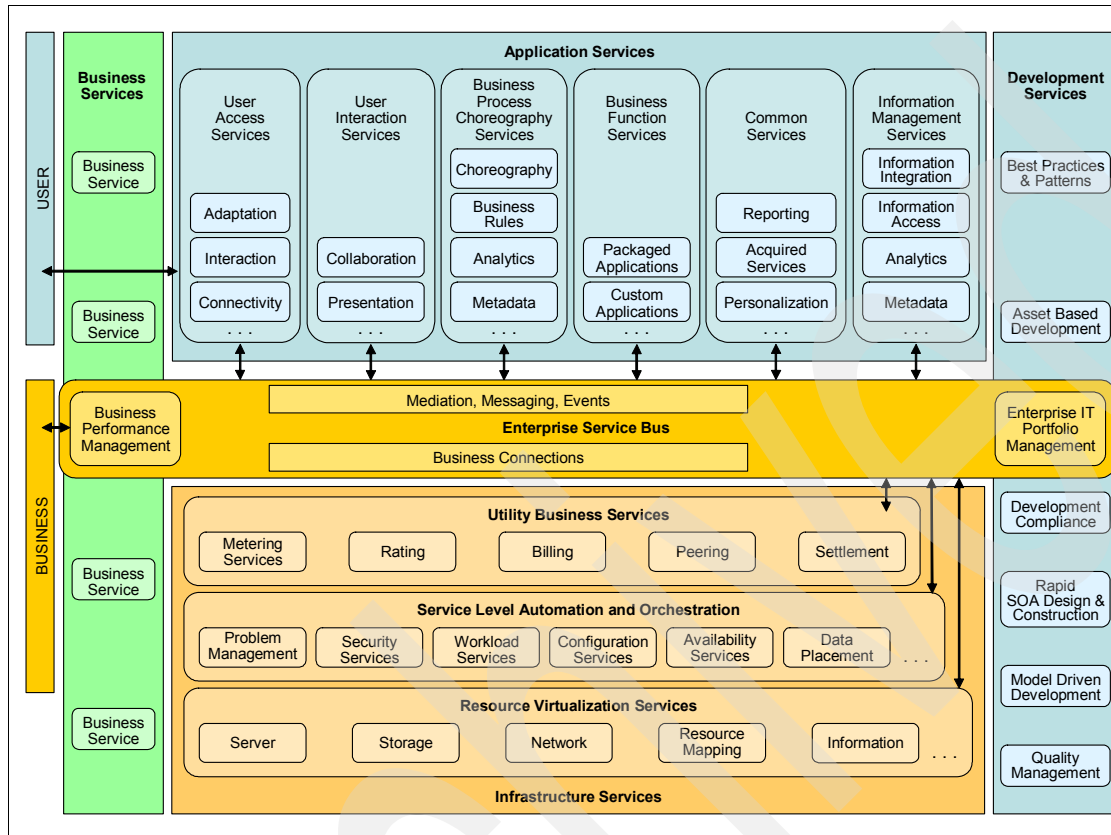 USER
BUSINESS
Business
Services
Business
Service
Business
Service
Business
Performance
Management
Business
Service
Business
Service
Application Services
User
Access
Services
Adaptation
Interaction
Connectivity
. . .
User
Interaction
Services
Collaboration
Presentation
. . .
Business
Process
Choreography
Services
Choreography
Business
Rules
Analytics
Metadata
. . .
Business
Function
Services
Packaged
Applications
Custom
Applications
. . .
Common
Services
Reporting
Acquired
Services
Personalization
. . .
Information
Management
Services
Information
Integration
Information
Access
Analytics
Metadata
. . .
Mediation, Messaging, Events
Enterprise Service Bus
Business Connections
Utility Business Services
Metering
Services
Rating
Billing
Peering
Settlement
Service Level Automation and Orchestration
Problem
Management
Security
Services
Workload
Services
Configuration
Services
Availability
Services
Data
Placement
. . .
Resource Virtualization Services
Server
Storage
Network
Resource
Mapping
Information
. . .
Infrastructure Services
Development
Services
Best Practices
& Patterns
Asset Based
Development
Enterprise IT
Portfolio
Management
Development
Compliance
Rapid
SOA Design &
Construction
Model Driven
Development
Quality
Management